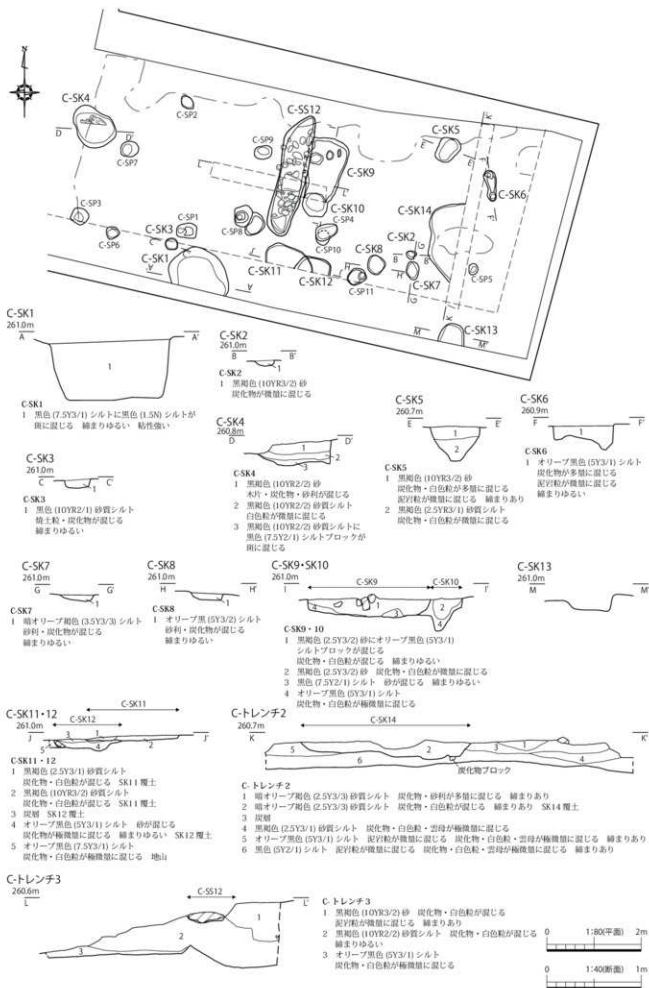 N
C-SK4
C-SP2
C-SS12
D
D'
C-SP7
C-SP9
C-SK9
C-SK5
E
E'
K
C-SK6
F
F'
L
L'
C-SK10
C-SP4
C-SK14
C-SP3
C-SP6
C-SK3
C-SP1
C-SP8
C-SP10
C-SK2
C-SK8
C-SK1
C-SK11
C-SK12
C-SP11
C-SK7
C-SP5
A
A'
J
H
B
B'
G
G'
M
M'
C-SK13
C-SK1
261.0m
A
A'
1
C-SK1
1 黒色 (7.5Y3/1) シルトに黒色 (1.5N) シルトが
斑に混じる 締まりゆるい 粘性強い
C-SK2
261.0m
B
B'
1
C-SK2
1 黒褐色 (10YR3/2) 砂
炭化物が微量に混じる
C-SK3
261.0m
C
C'
1
C-SK3
1 黒色 (10YR2/1) 砂質シルト
焼土粒・炭化物が混じる
締まりゆるい
C-SK4
260.8m
D
D'
1
2
3
C-SK4
1 黒褐色 (10YR2/2) 砂
木片・炭化物・砂利が混じる
2 黒褐色 (10YR2/2) 砂質シルト
白色粒が微量に混じる
3 黒褐色 (10YR2/2) 砂質シルトに
黒色 (7.5Y2/1) シルトブロックが
斑に混じる
C-SK5
260.7m
E
E'
1
2
C-SK5
1 黒褐色 (10YR3/2) 砂
炭化物・白色粒が多量に混じる
泥岩粒が微量に混じる 締まりあり
2 黒褐色 (2.5YR3/1) 砂質シルト
炭化物・白色粒が微量に混じる
C-SK6
260.9m
F
F'
1
C-SK6
1 オリーブ黒色 (5Y3/1) シルト
炭化物が多量に混じる
泥岩粒が微量に混じる
締まりゆるい
C-SK7
261.0m
G
G'
1
C-SK7
1 暗オリーブ褐色 (3.5Y3/3) シルト
砂利・炭化物が混じる
締まりゆるい
C-SK8
261.0m
H
H'
1
C-SK8
1 オリーブ黒 (5Y3/2) シルト
砂利・炭化物が混じる
締まりゆるい
C-SK9・SK10
261.0m
C-SK9
C-SK10
I
I'
4
1
3
2
4
C-SK9・10
1 黒褐色 (2.5Y3/2) 砂にオリーブ黒色 (5Y3/1)
シルトブロックが混じる
炭化物・白色粒が混じる 締まりゆるい
2 黒褐色 (2.5Y3/2) 砂 炭化物・白色粒が微量に混じる
3 黒色 (7.5Y2/1) シルト 砂が混じる 締まりゆるい
4 オリーブ黒色 (5Y3/1) シルト
炭化物・白色粒が極微量に混じる
C-SK13
261.0m
M
M'
C-SK11・12
261.0m
C-SK11
C-SK12
J
J'
3
1
5
4
2
C-SK11・12
1 黒褐色 (2.5Y3/1) 砂質シルト
炭化物・白色粒が混じる SK11 覆土
2 黒褐色 (10YR3/2) 砂質シルト
炭化物・白色粒が混じる SK11 覆土
3 炭層 SK12 覆土
4 オリーブ黒色 (5Y3/1) シルト 砂が混じる
炭化物が極微量に混じる 締まりゆるい SK12 覆土
5 オリーブ黒色 (7.5Y3/1) シルト
炭化物・白色粒が極微量に混じる 地山
C-トレンチ2
260.7m
C-SK14
K
K'
5
2
3
1
6
4
炭化物ブロック
C-トレンチ2
1 暗オリーブ褐色 (2.5Y3/3) 砂質シルト 炭化物・砂利が多量に混じる 締まりあり
2 暗オリーブ褐色 (2.5Y3/3) 砂質シルト 炭化物・白色粒が混じる 締まりあり SK14 覆土
3 炭層
4 黒褐色 (2.5Y3/1) 砂質シルト 炭化物・白色粒・雲母が極微量に混じる
5 オリーブ黒色 (5Y3/1) シルト 泥岩粒が微量に混じる 炭化物・白色粒・雲母が極微量に混じる 締まりあり
6 黒色 (5Y2/1) シルト 泥岩粒が微量に混じる 炭化物・白色粒・雲母が極微量に混じる 締まりあり
C-トレンチ3
260.6m
C-SS12
L
L'
1
2
3
C-トレンチ3
1 黒褐色 (10YR3/2) 砂 炭化物・白色粒が混じる
泥岩粒が微量に混じる 締まりあり
2 黒褐色 (10YR2/2) 砂質シルト 炭化物・白色粒が混じる
締まりゆるい
3 オリーブ黒色 (5Y3/1) シルト
炭化物・白色粒が極微量に混じる
0
1:80(平面)
2m
0
1:40(断面)
1m